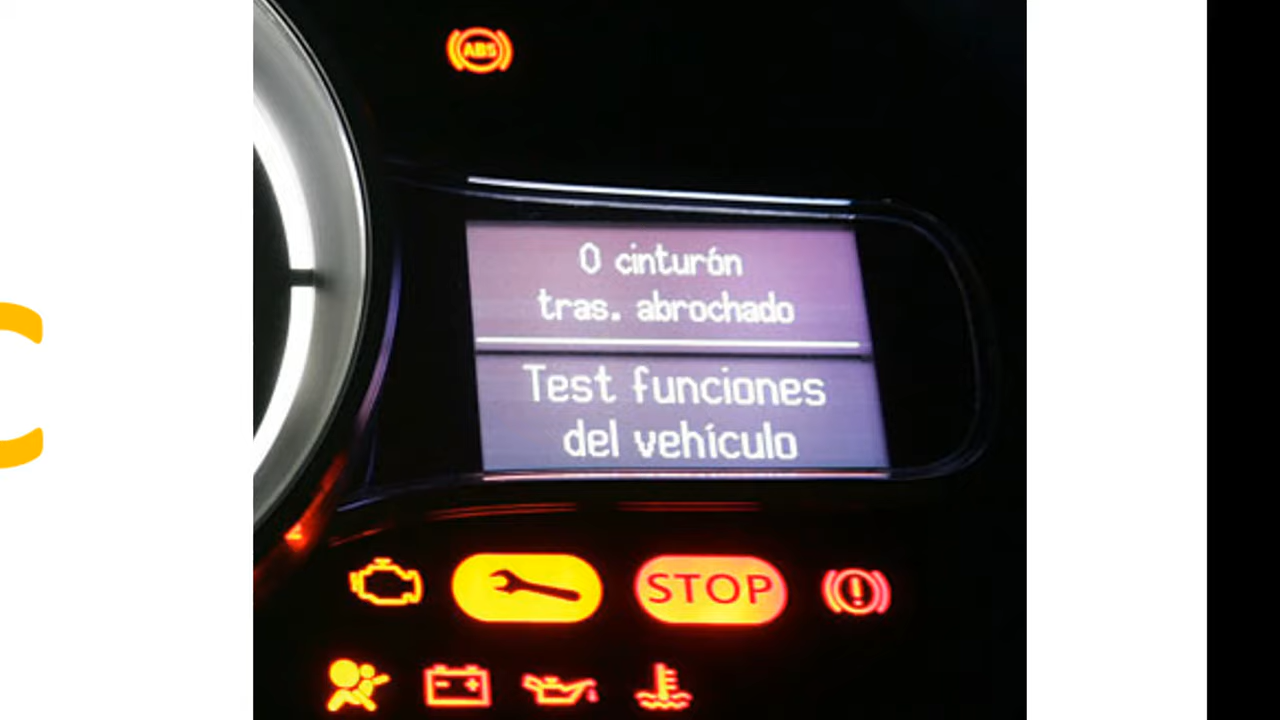 ABS
0 cinturón
tras. abrochado
Test funciones
del vehículo
STOP